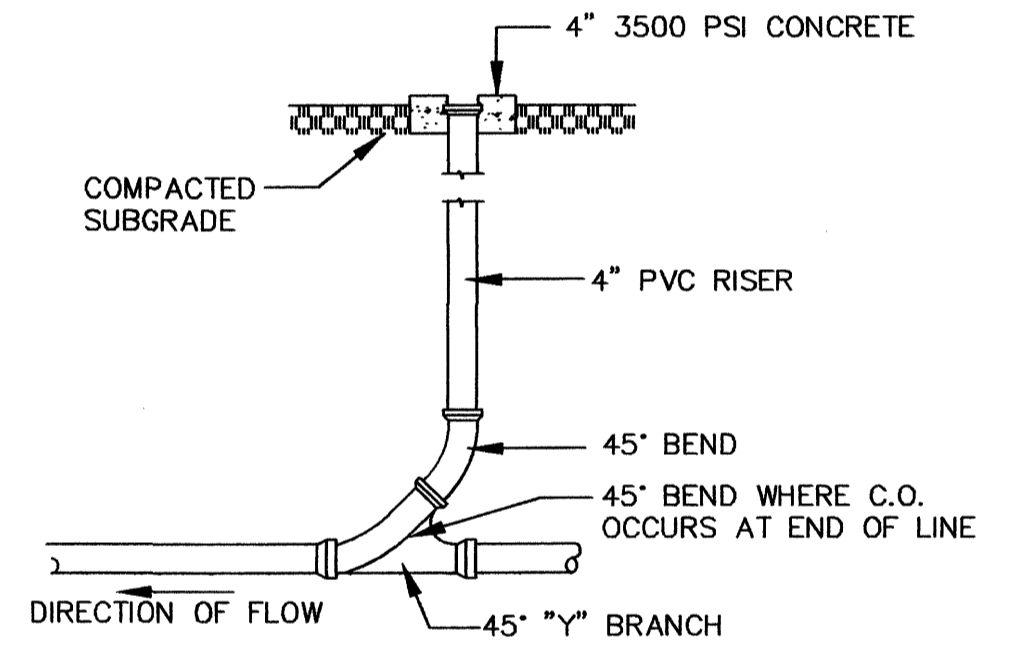 4" 3500 PSI CONCRETE
COMPACTED
SUBGRADE
4" PVC RISER
45° BEND
45° BEND WHERE C.O.
OCCURS AT END OF LINE
DIRECTION OF FLOW
45° "Y" BRANCH